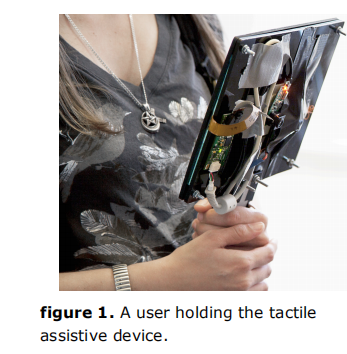 figure 1. A user holding the tactile
assistive device.